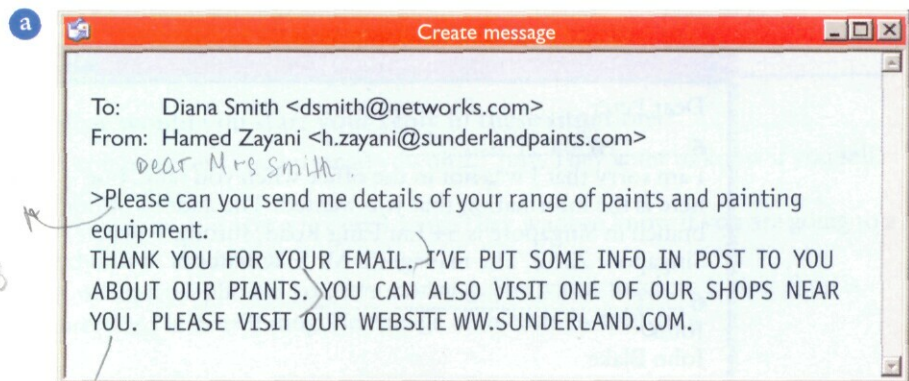 a
Create message
To: Diana Smith <dsmith@networks.com>
From: Hamed Zayani <h.zayani@sunderlandpaints.com>
Dear Mrs Smith
>Please can you send me details of your range of paints and painting
equipment.
THANK YOU FOR YOUR EMAIL, I'VE PUT SOME INFO IN POST TO YOU
ABOUT OUR PIANTS. YOU CAN ALSO VISIT ONE OF OUR SHOPS NEAR
YOU. PLEASE VISIT OUR WEBSITE WW.SUNDERLAND.COM.